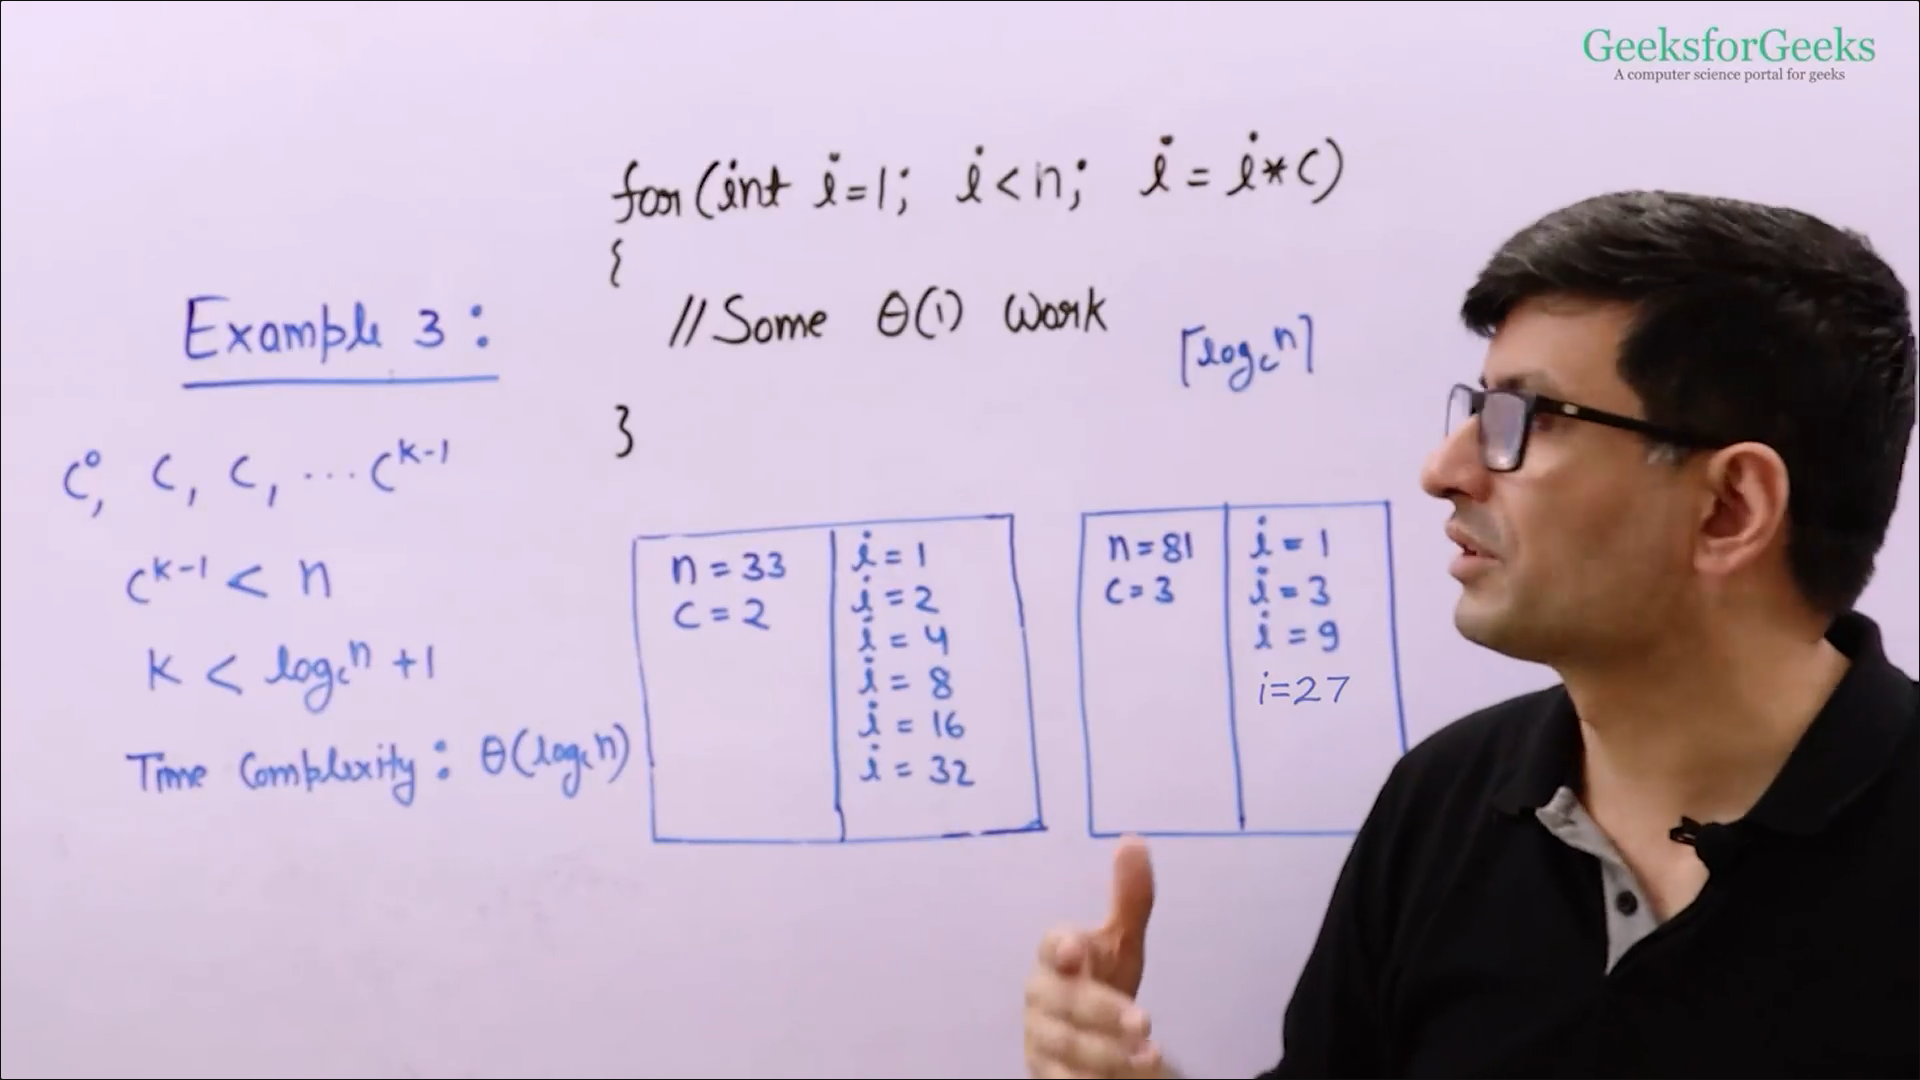 GeeksforGeeks
A computer science portal for geeks
for(int i=1; i<n; i=i*c)
{
//Some θ(1) Work
}
⌈log_c n⌉
Example 3:
c⁰, c, c, ...c^(k-1)
c^(k-1) < n
k < log_c n +1
Time Complexity: θ(log_c n)
n=33
c=2
i=1
i=2
i=4
i=8
i=16
i=32
n=81
c=3
i=1
i=3
i=9
i=27